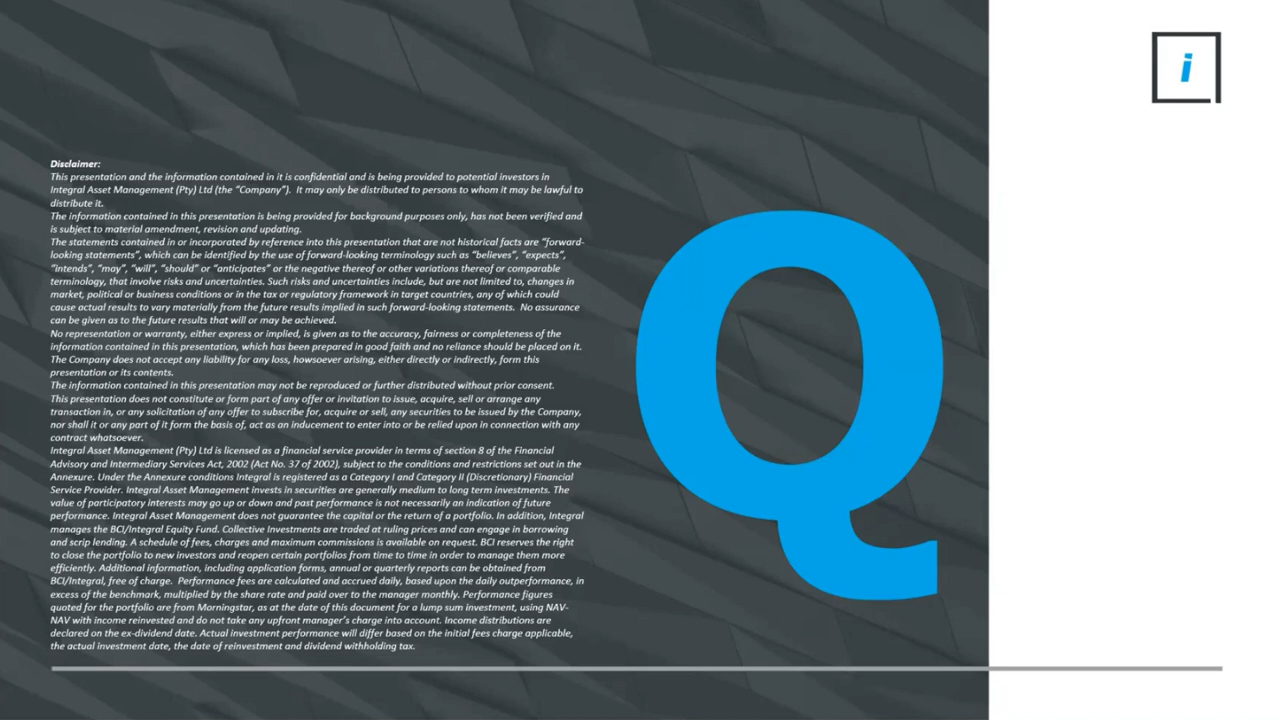 i
Disclaimer:
This presentation and the information contained in it is confidential and is being provided to potential investors in
Integral Asset Management (Pty) Ltd (the “Company”).  It may only be distributed to persons to whom it may be lawful to
distribute it.
The information contained in this presentation is being provided for background purposes only, has not been verified and
is subject to material amendment, revision and updating.
The statements contained in or incorporated by reference into this presentation that are not historical facts are “forward-
looking statements”, which can be identified by the use of forward-looking terminology such as “believes”, “expects”,
“intends”, “may”, “will”, “should” or “anticipates” or the negative thereof or other variations thereof or comparable
terminology, that involve risks and uncertainties. Such risks and uncertainties include, but are not limited to, changes in
market, political or business conditions or in the tax or regulatory framework in target countries, any of which could
cause actual results to vary materially from the future results implied in such forward-looking statements.  No assurance
can be given as to the future results that will or may be achieved.
No representation or warranty, either express or implied, is given as to the accuracy, fairness or completeness of the
information contained in this presentation, which has been prepared in good faith and no reliance should be placed on it.
The Company does not accept any liability for any loss, howsoever arising, either directly or indirectly, form this
presentation or its contents.
The information contained in this presentation may not be reproduced or further distributed without prior consent.
This presentation does not constitute or form part of any offer or invitation to issue, acquire, sell or arrange any
transaction in, or any solicitation of any offer to subscribe for, acquire or sell, any securities to be issued by the Company,
nor shall it or any part of it form the basis of, act as an inducement to enter into or be relied upon in connection with any
contract whatsoever.
Integral Asset Management (Pty) Ltd is licensed as a financial service provider in terms of section 8 of the Financial
Advisory and Intermediary Services Act, 2002 (Act No. 37 of 2002), subject to the conditions and restrictions set out in the
Annexure. Under the Annexure conditions Integral is registered as a Category I and Category II (Discretionary) Financial
Service Provider. Integral Asset Management invests in securities are generally medium to long term investments. The
value of participatory interests may go up or down and past performance is not necessarily an indication of future
performance. Integral Asset Management does not guarantee the capital or the return of a portfolio. In addition, Integral
manages the BCI/Integral Equity Fund. Collective Investments are traded at ruling prices and can engage in borrowing
and scrip lending. A schedule of fees, charges and maximum commissions is available on request. BCI reserves the right
to close the portfolio to new investors and reopen certain portfolios from time to time in order to manage them more
efficiently. Additional information, including application forms, annual or quarterly reports can be obtained from
BCI/Integral, free of charge.  Performance fees are calculated and accrued daily, based upon the daily outperformance, in
excess of the benchmark, multiplied by the share rate and paid over to the manager monthly. Performance figures
quoted for the portfolio are from Morningstar, as at the date of this document for a lump sum investment, using NAV-
NAV with income reinvested and do not take any upfront manager’s charge into account. Income distributions are
declared on the ex-dividend date. Actual investment performance will differ based on the initial fees charge applicable,
the actual investment date, the date of reinvestment and dividend withholding tax.
Q